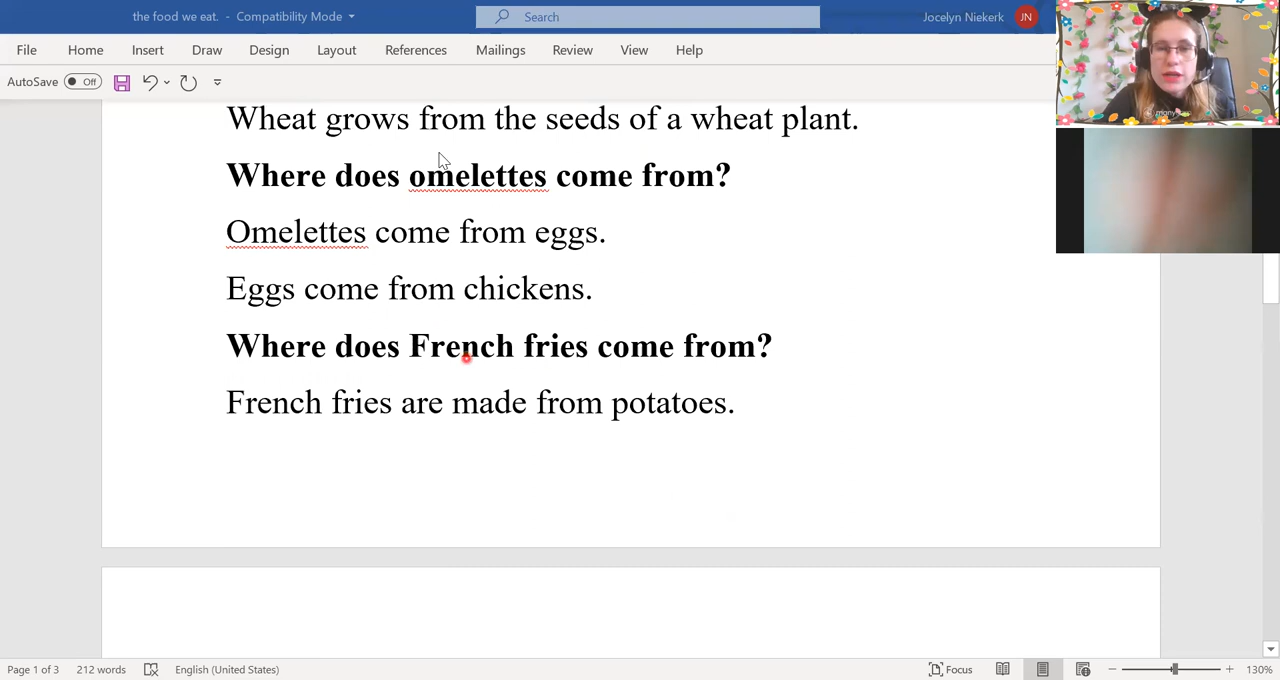 the food we eat. - Compatibility Mode
Search
Jocelyn Niekerk JN
File Home Insert Draw Design Layout References Mailings Review View Help
AutoSave Off
Wheat grows from the seeds of a wheat plant.
Where does omelettes come from?
Omelettes come from eggs.
Eggs come from chickens.
Where does French fries come from?
French fries are made from potatoes.
Page 1 of 3 212 words English (United States) Focus 130%